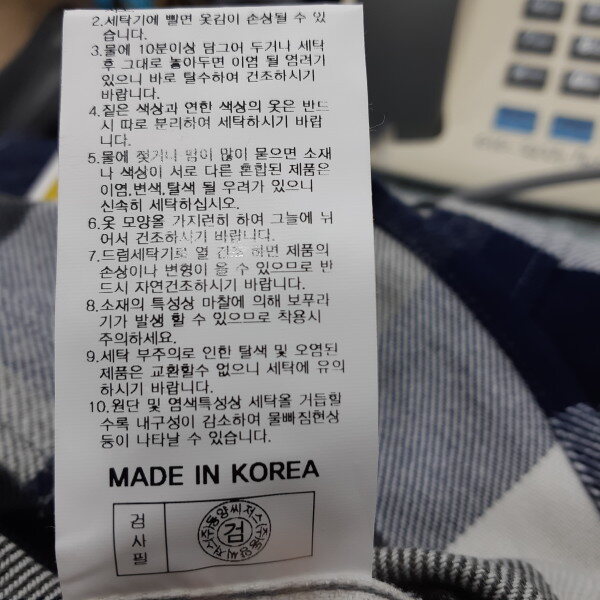 2.세탁기에 빨면 옷감이 손상될 수 있
습니다.
3.물에 10분이상 담그어 두거나 세탁
후 그대로 놓아두면 이염 될 염려가
있으니 바로 탈수하여 건조하시기
바랍니다.
4.짙은 색상과 연한 색상의 옷은 반드
시 따로 분리하여 세탁하시기 바랍
니다.
5.물에 젖거나 땀이 많이 묻으면 소재
나 색상이 서로 다른 혼합된 제품은
이염,변색,탈색 될 우려가 있으니
신속히 세탁하십시오.
6.옷 모양을 가지런히 하여 그늘에 뉘
어서 건조하시기 바랍니다.
7.드럼세탁기로 열 건조 하면 제품의
손상이나 변형이 올 수 있으므로 반
드시 자연건조하시기 바랍니다.
8.소재의 특성상 마찰에 의해 보푸라
기가 발생 할 수 있으므로 착용시
주의하세요.
9.세탁 부주의로 인한 탈색 및 오염된
제품은 교환할수 없으니 세탁에 유의
하시기 바랍니다.
10.원단 및 염색특성상 세탁을 거듭할
수록 내구성이 감소하여 물빠짐현상
등이 나타날 수 있습니다.
MADE IN KOREA
검사필
(주)동양씨저스(주)동양씨저스
검